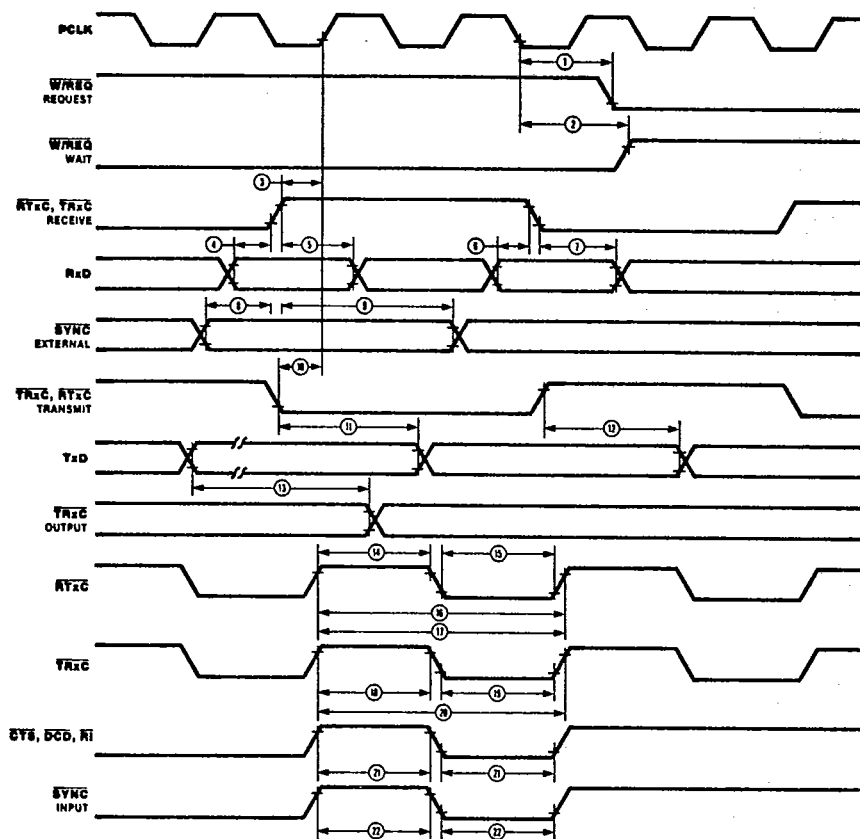 PCLK
1
W/REQ
REQUEST
2
W/REQ
WAIT
3
RTxC, TRxC
RECEIVE
4 5 6 7
RxD
8 9
SYNC
EXTERNAL
10
TRxC, RTxC
TRANSMIT
11 12
TxD
13
TRxC
OUTPUT
14 15
RTxC
16
17
TRxC
18 19
20
CTS, DCD, RI
21 21
SYNC
INPUT
22 22